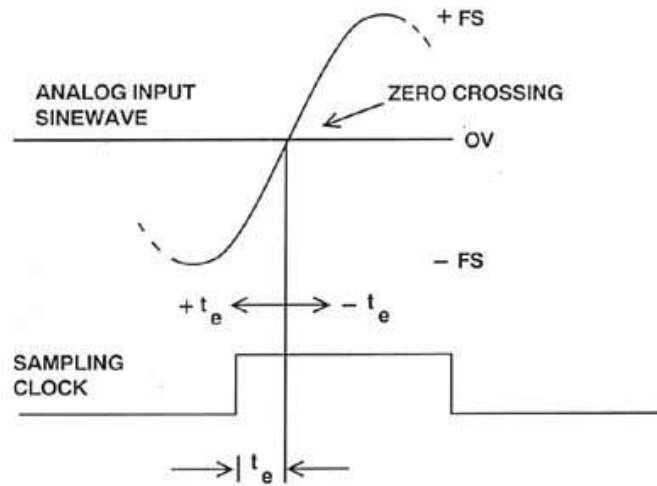 + FS
ANALOG INPUT
SINEWAVE
ZERO CROSSING
OV
- FS
+ t e
- t e
SAMPLING
CLOCK
t e